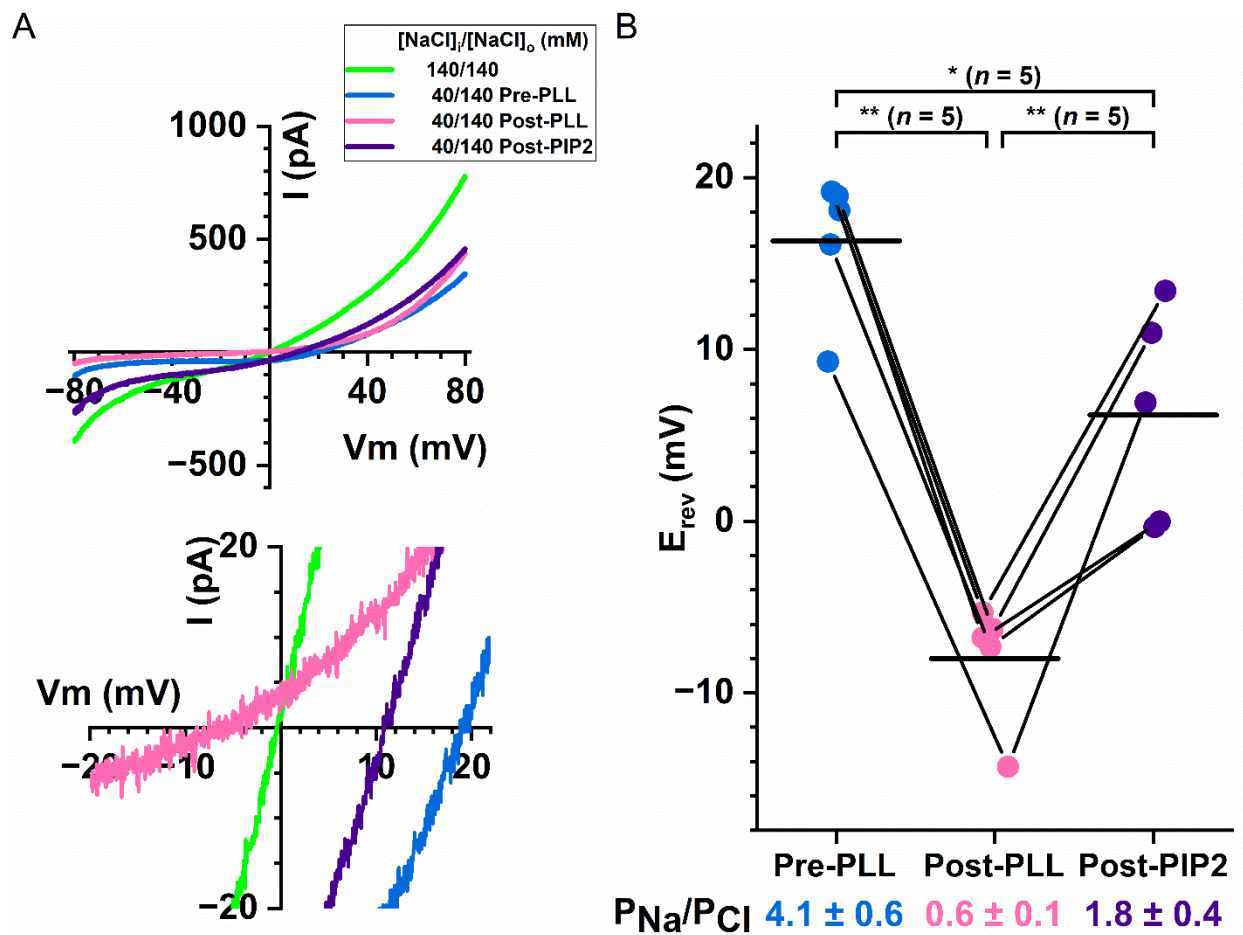 A
[NaCl]i/[NaCl]o (mM)
140/140
40/140 Pre-PLL
40/140 Post-PLL
40/140 Post-PIP2
1000
I (pA)
500
−80
−40
40
80
Vm (mV)
−500
20
I (pA)
Vm (mV)
−20
−10
10
20
−20
B
* (n = 5)
** (n = 5)
** (n = 5)
20
10
0
−10
Erev (mV)
Pre-PLL
Post-PLL
Post-PIP2
PNa/PCl
4.1 ± 0.6
0.6 ± 0.1
1.8 ± 0.4